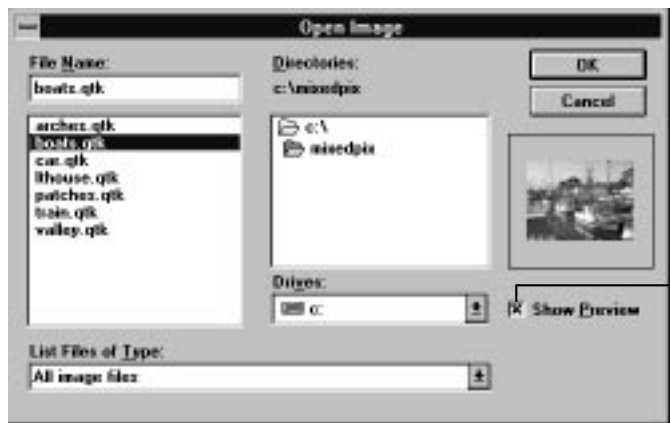 Open Image
File Name:
boats.qtk
arches.qtk
boats.qtk
car.qtk
lthouse.qtk
patches.qtk
train.qtk
valley.qtk
List Files of Type:
All image files
Directories:
c:\mixedpix
c:\
mixedpix
Drives:
c:
OK
Cancel
Show Preview